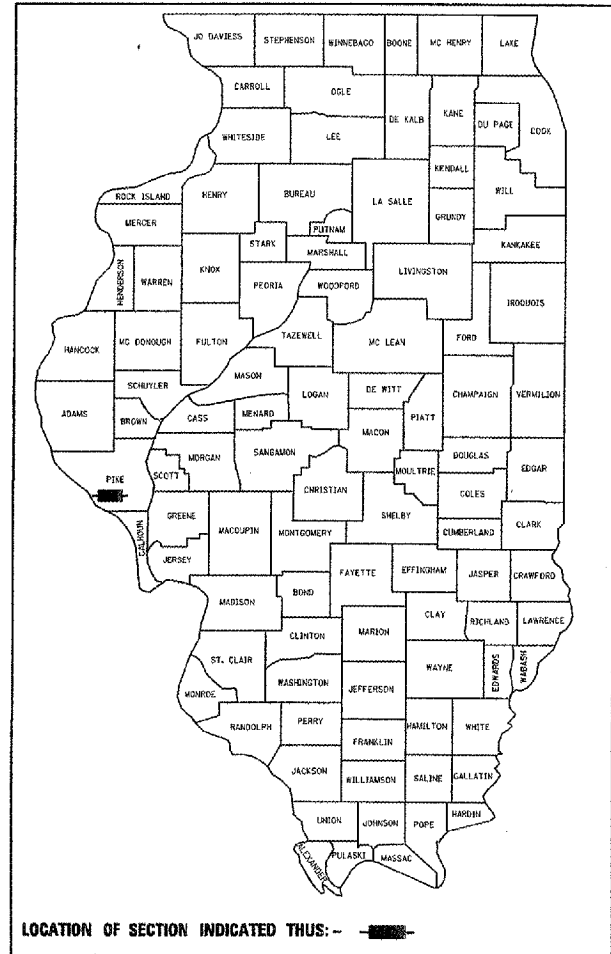 JO DAVIESS
STEPHENSON
WINNEBAGO
BOONE
MC HENRY
LAKE
CARROLL
OGLE
DE KALB
KANE
DU PAGE
COOK
WHITESIDE
LEE
KENDALL
WILL
ROCK ISLAND
HENRY
BUREAU
LA SALLE
GRUNDY
MERCER
PUTNAM
STARK
MARSHALL
KANKAKEE
HENDERSON
WARREN
KNOX
PEORIA
WOODFORD
LIVINGSTON
IROQUOIS
HANCOCK
MC DONOUGH
FULTON
TAZEWELL
MC LEAN
FORD
SCHUYLER
MASON
LOGAN
DE WITT
CHAMPAIGN
VERMILION
ADAMS
BROWN
CASS
MENARD
MACON
PIATT
PIKE
SCOTT
MORGAN
SANGAMON
CHRISTIAN
MOULTRIE
DOUGLAS
EDGAR
COLES
CALHOUN
GREENE
MACOUPIN
MONTGOMERY
SHELBY
CUMBERLAND
CLARK
JERSEY
FAYETTE
EFFINGHAM
JASPER
CRAWFORD
MADISON
BOND
CLAY
RICHLAND
LAWRENCE
CLINTON
MARION
ST. CLAIR
WAYNE
EDWARDS
WABASH
WASHINGTON
JEFFERSON
MONROE
RANDOLPH
PERRY
HAMILTON
WHITE
FRANKLIN
JACKSON
WILLIAMSON
SALINE
GALLATIN
UNION
JOHNSON
POPE
HARDIN
ALEXANDER
PULASKI
MASSAC
LOCATION OF SECTION INDICATED THUS: -